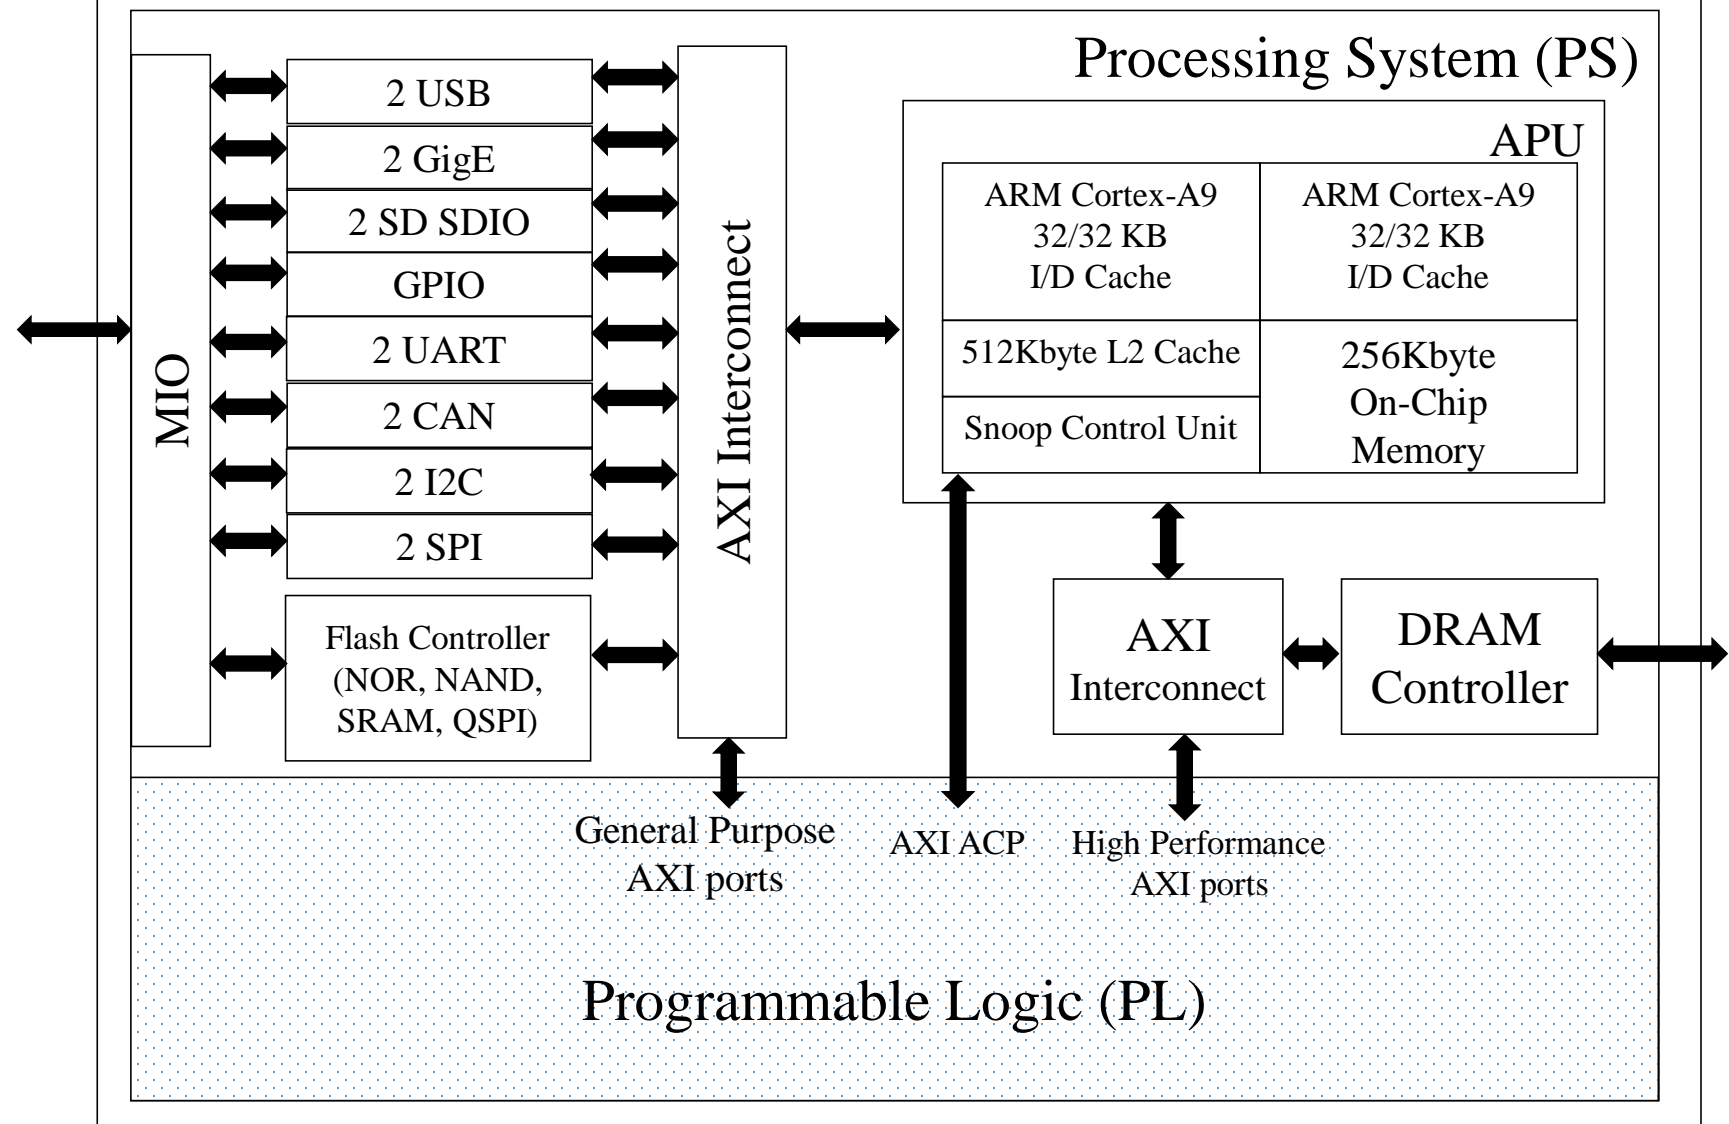 Processing System (PS)
MIO
2 USB
2 GigE
2 SD SDIO
GPIO
2 UART
2 CAN
2 I2C
2 SPI
Flash Controller
(NOR, NAND,
SRAM, QSPI)
AXI Interconnect
APU
ARM Cortex-A9
32/32 KB
I/D Cache
ARM Cortex-A9
32/32 KB
I/D Cache
512Kbyte L2 Cache
Snoop Control Unit
256Kbyte
On-Chip
Memory
AXI
Interconnect
DRAM
Controller
General Purpose
AXI ports
AXI ACP
High Performance
AXI ports
Programmable Logic (PL)